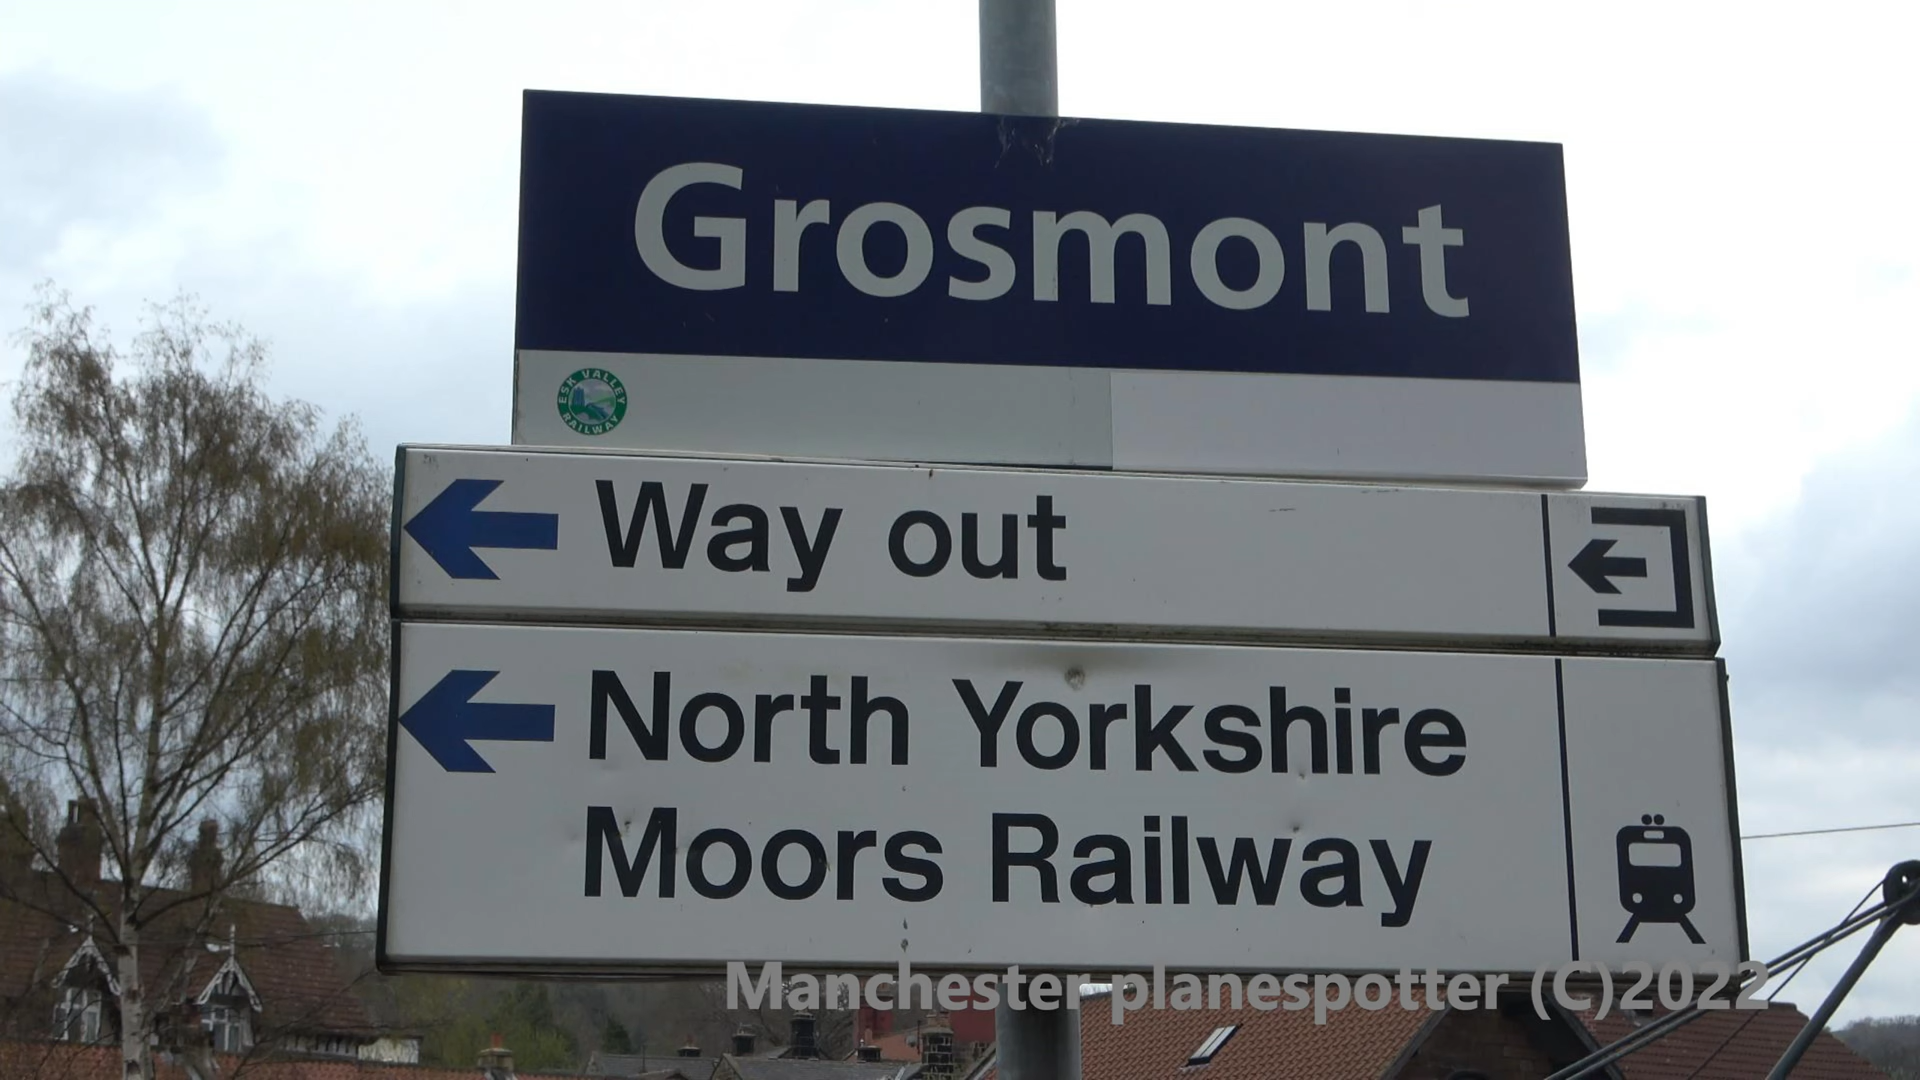 Grosmont
ESK VALLEY RAILWAY
Way out
North Yorkshire
Moors Railway
Manchester planespotter (C)2022